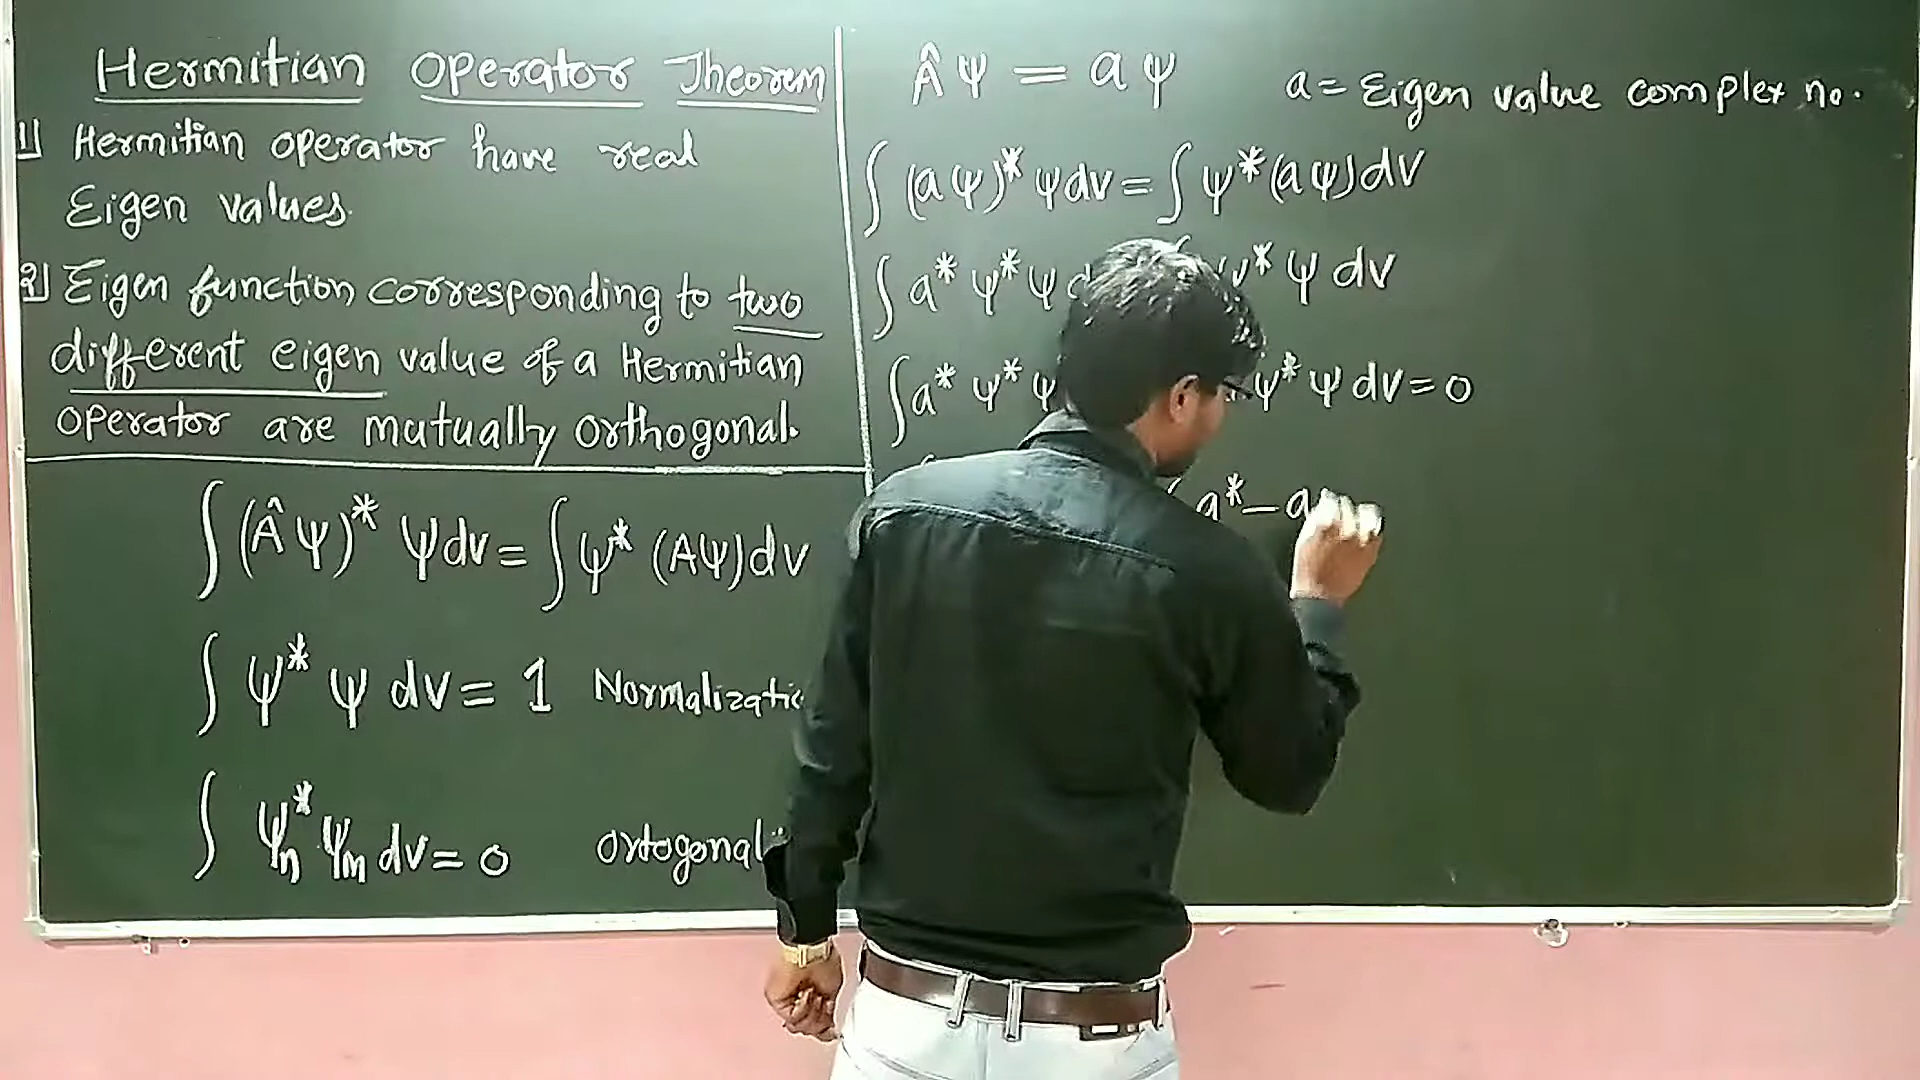 Hermitian Operator Theorem
1] Hermitian operator have real
Eigen values.
2] Eigen function corresponding to two
different eigen value of a Hermitian
operator are mutually orthogonal.
∫ (Âψ)* ψdv = ∫ ψ* (Aψ)dv
∫ ψ* ψ dv = 1 Normalizatio
∫ ψn* ψm dv = 0 Ortogonali
Âψ = aψ a = Eigen value complex no.
∫ (aψ)* ψdv = ∫ ψ* (aψ)dv
∫ a* ψ* ψ d ψ* ψ dv
∫ a* ψ* ψ ψ* ψ dv = 0
a* – a